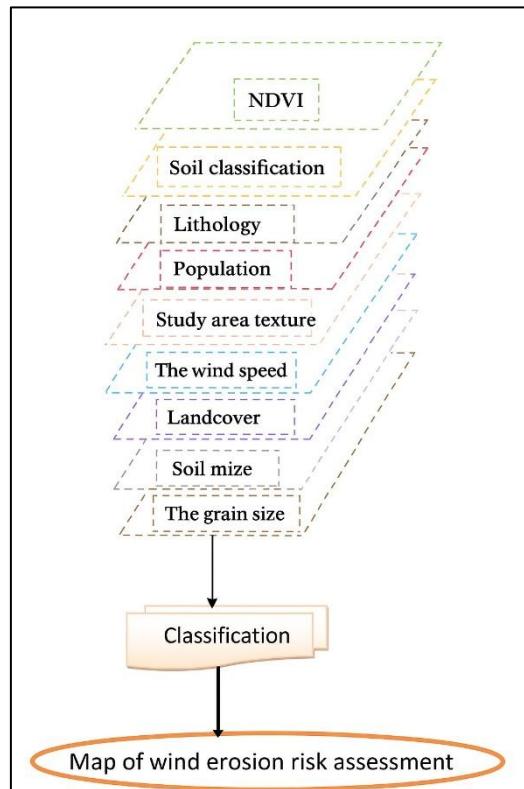 NDVI
Soil classification
Lithology
Population
Study area texture
The wind speed
Landcover
Soil mize
The grain size
Classification
Map of wind erosion risk assessment